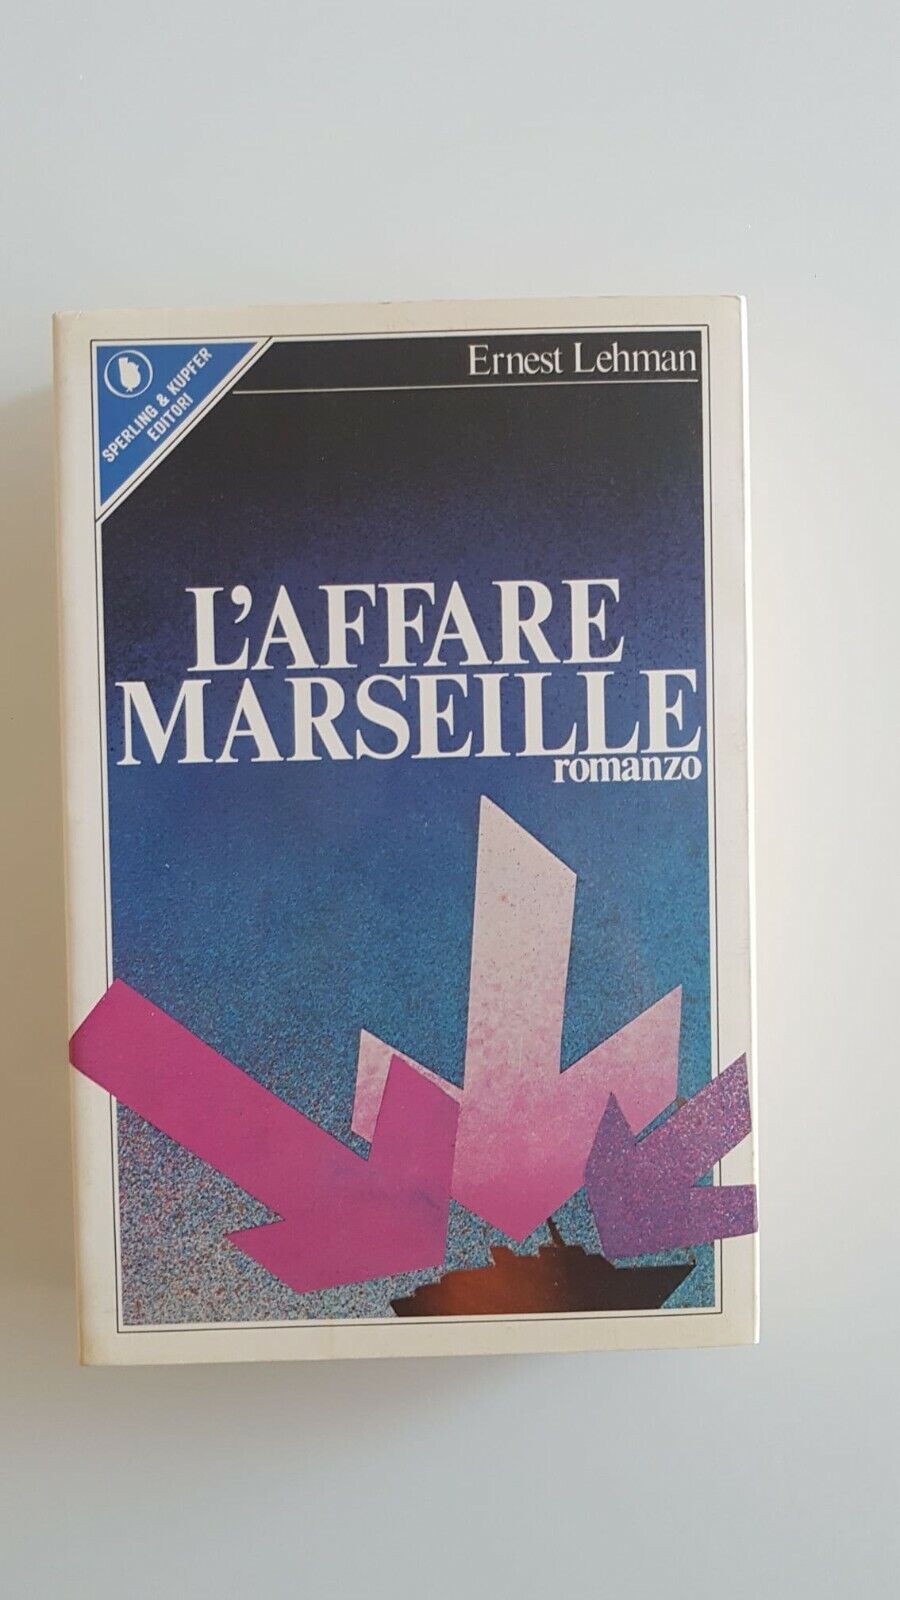 SPERLING & KUPFER
EDITORI
Ernest Lehman
L'AFFARE
MARSEILLE
romanzo